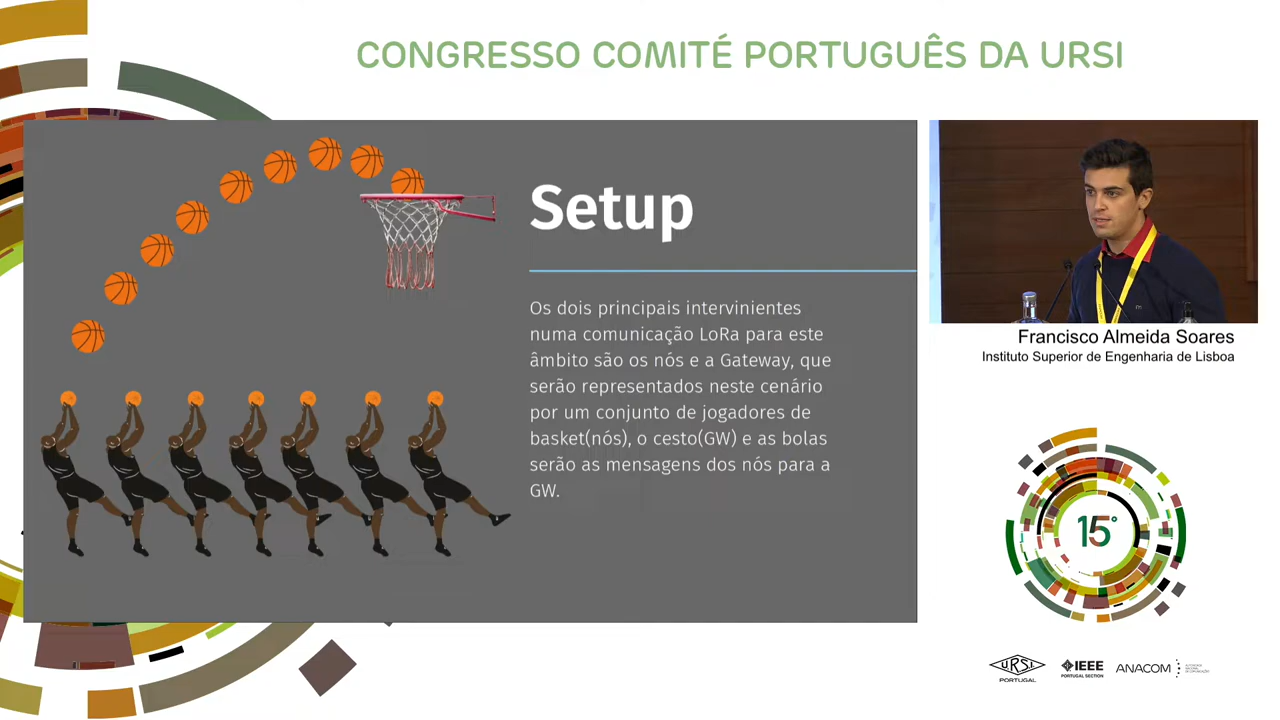 CONGRESSO COMITÉ PORTUGUÊS DA URSI
Setup
Os dois principais intervinientes
numa comunicação LoRa para este
âmbito são os nós e a Gateway, que
serão representados neste cenário
por um conjunto de jogadores de
basket(nós), o cesto(GW) e as bolas
serão as mensagens dos nós para a
GW.
Francisco Almeida Soares
Instituto Superior de Engenharia de Lisboa
15°
URSI
PORTUGAL
IEEE
PORTUGAL SECTION
ANACOM